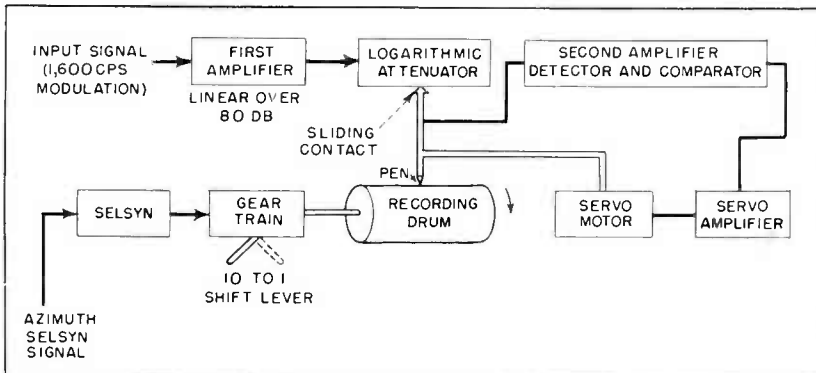 INPUT SIGNAL
(1,600 CPS
MODULATION)
FIRST
AMPLIFIER
LINEAR OVER
80 DB
LOGARITHMIC
ATTENUATOR
SECOND AMPLIFIER
DETECTOR AND COMPARATOR
SLIDING
CONTACT
PEN
SELSYN
GEAR
TRAIN
RECORDING
DRUM
SERVO
MOTOR
SERVO
AMPLIFIER
10 TO 1
SHIFT LEVER
AZIMUTH
SELSYN
SIGNAL